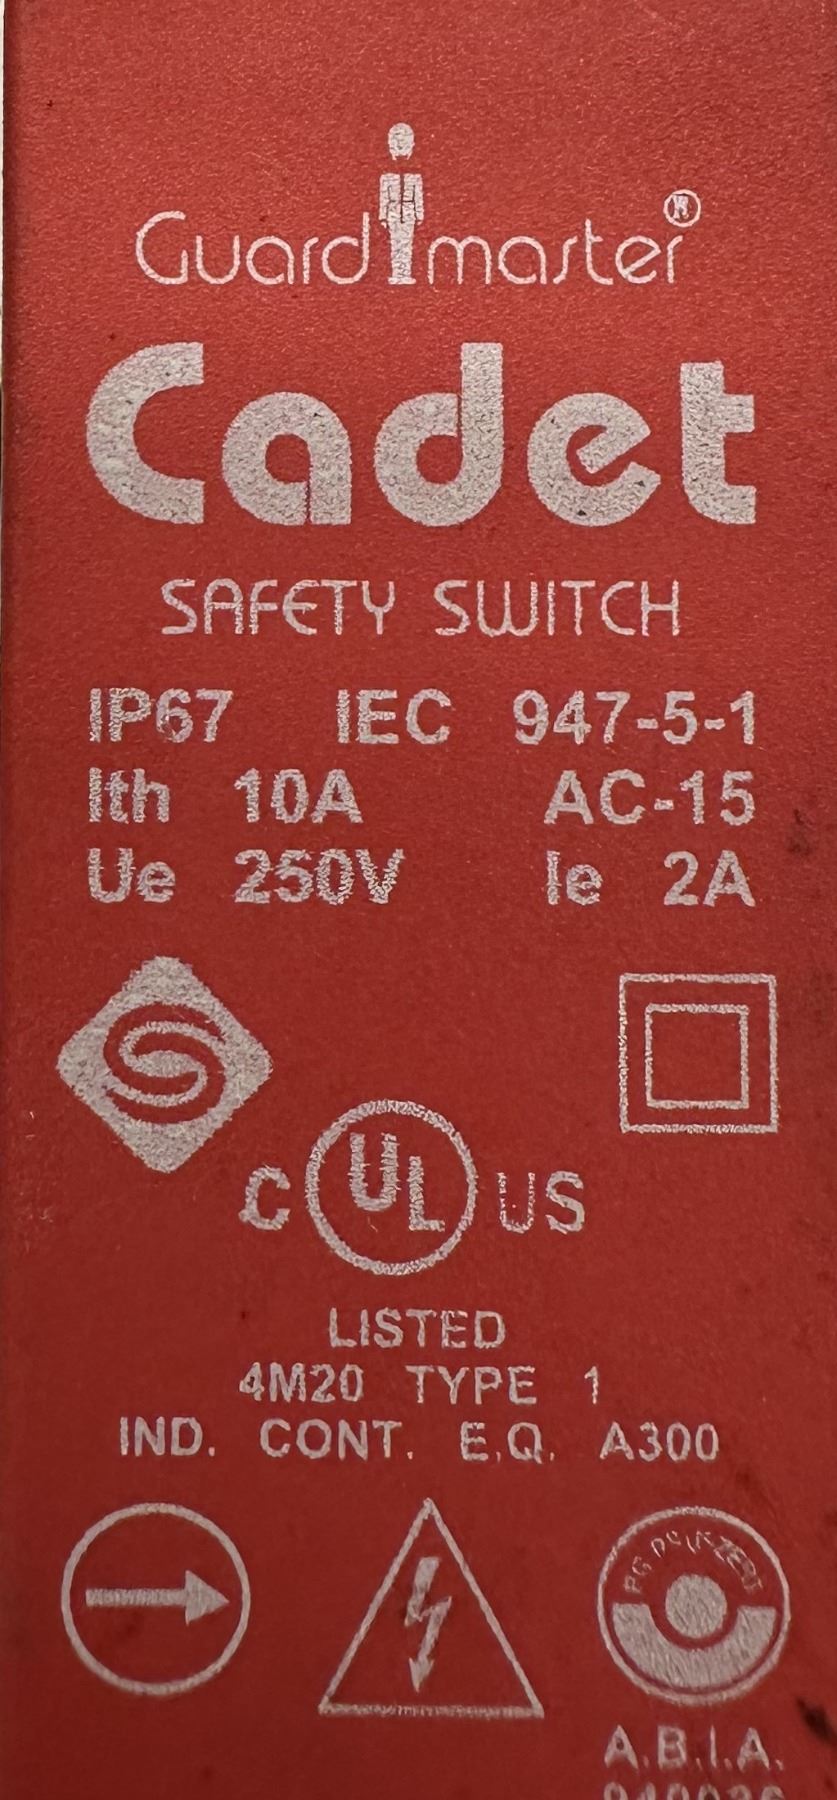 Guardmaster®
Cadet
SAFETY SWITCH
IP67 IEC 947-5-1
Ith 10A AC-15
Ue 250V Ie 2A
S
C UL US
LISTED
4M20 TYPE 1
IND. CONT. E.Q. A300
BG
A.B.I.A.